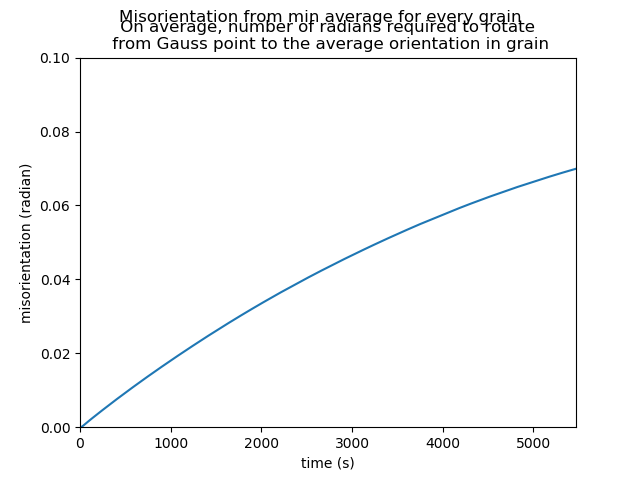 Misorientation from min average for every grain
On average, number of radians required to rotate
from Gauss point to the average orientation in grain
0.10
0.08
0.06
0.04
0.02
0.00
misorientation (radian)
0 1000 2000 3000 4000 5000
time (s)